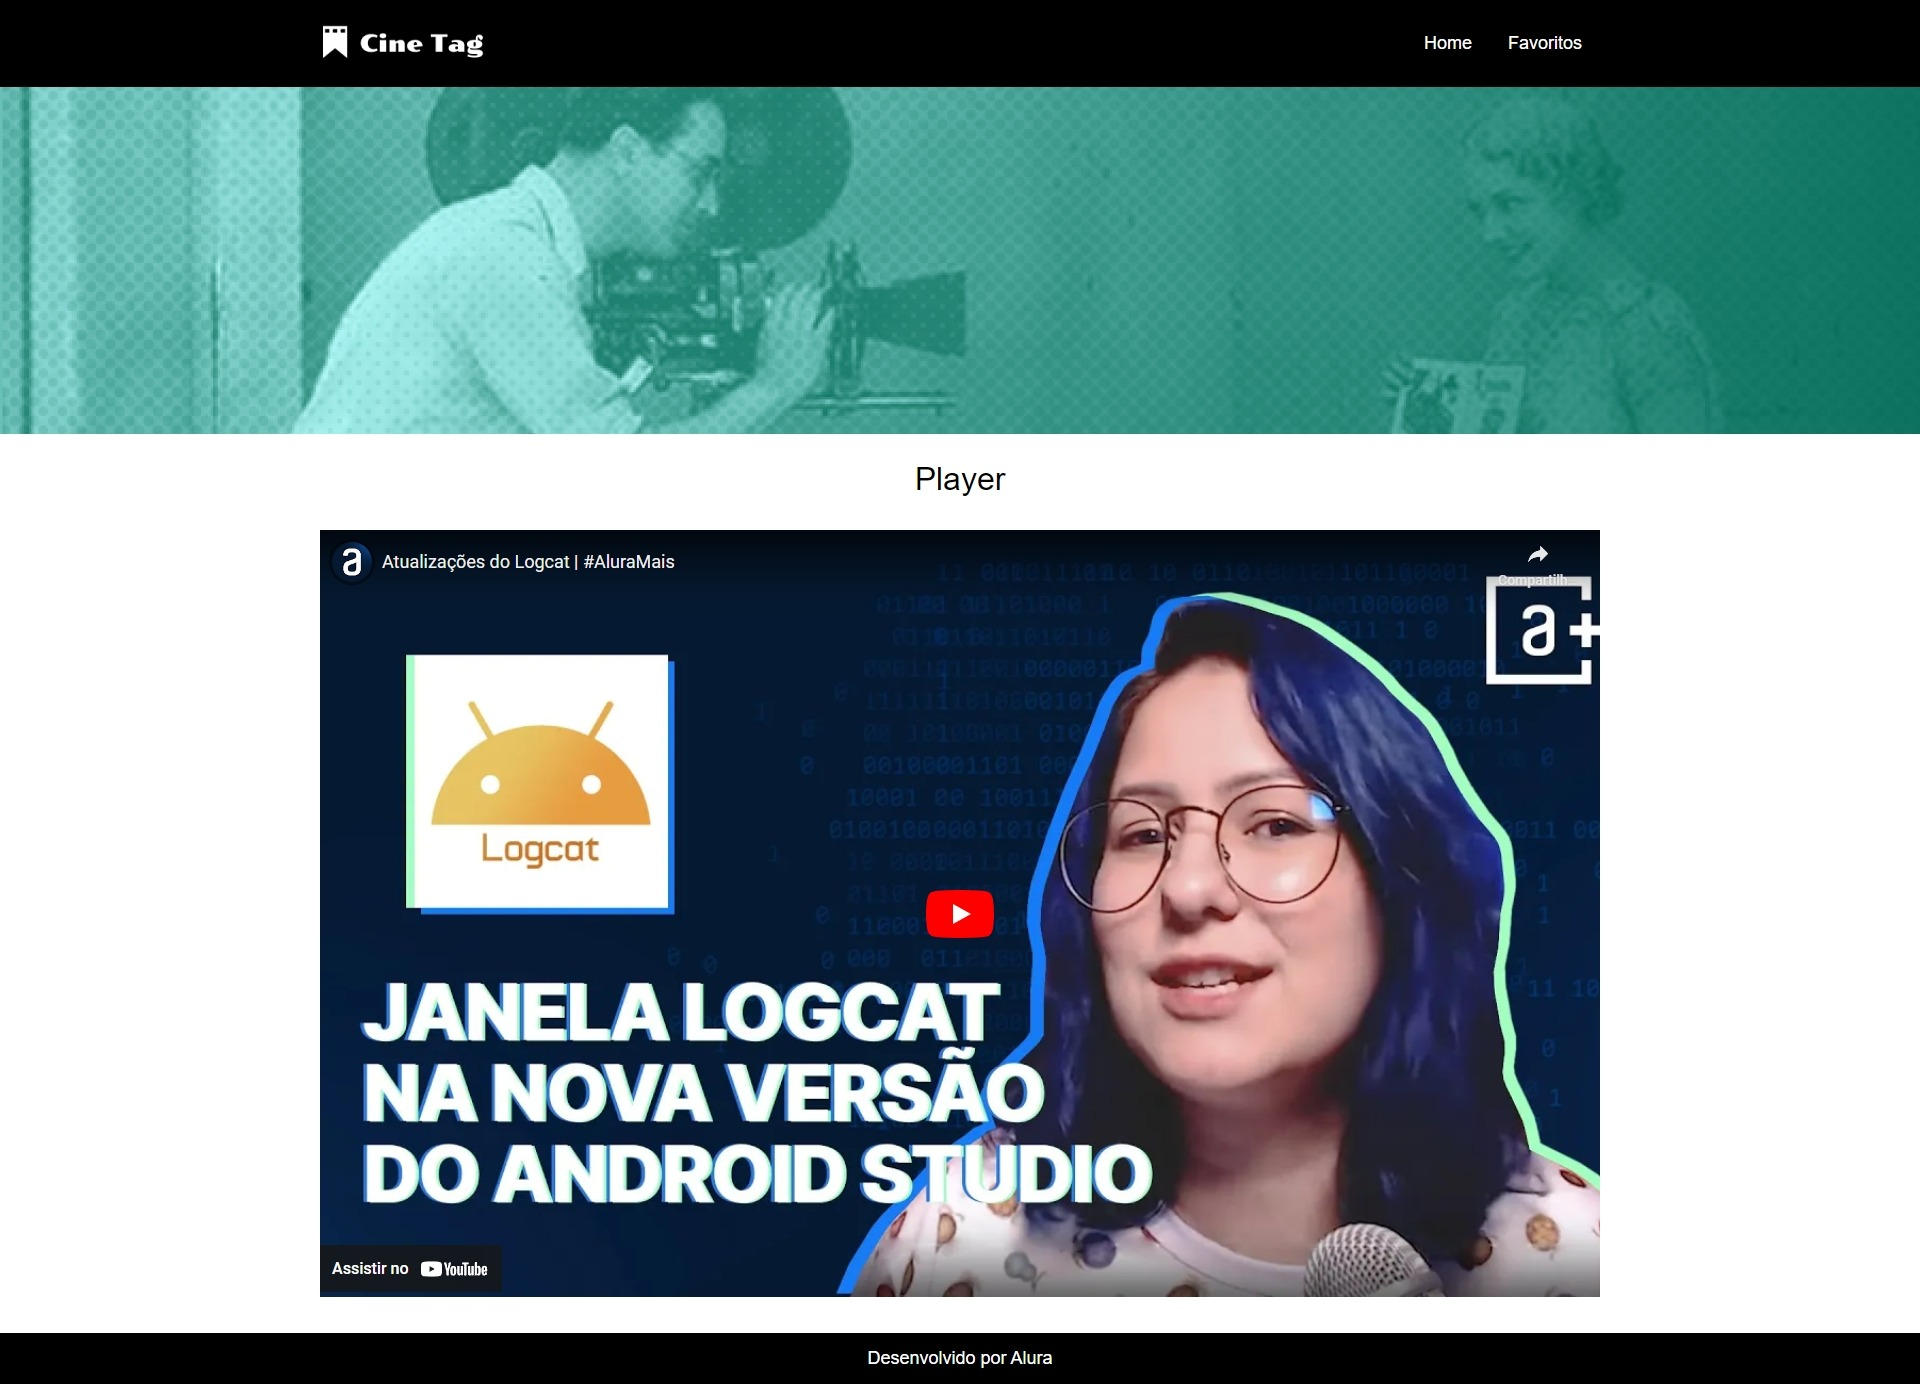 Cine Tag
Home
Favoritos
Player
a
Atualizações do Logcat | #AluraMais
Compartilh...
a+
Logcat
JANELA LOGCAT
NA NOVA VERSÃO
DO ANDROID STUDIO
Assistir no YouTube
Desenvolvido por Alura